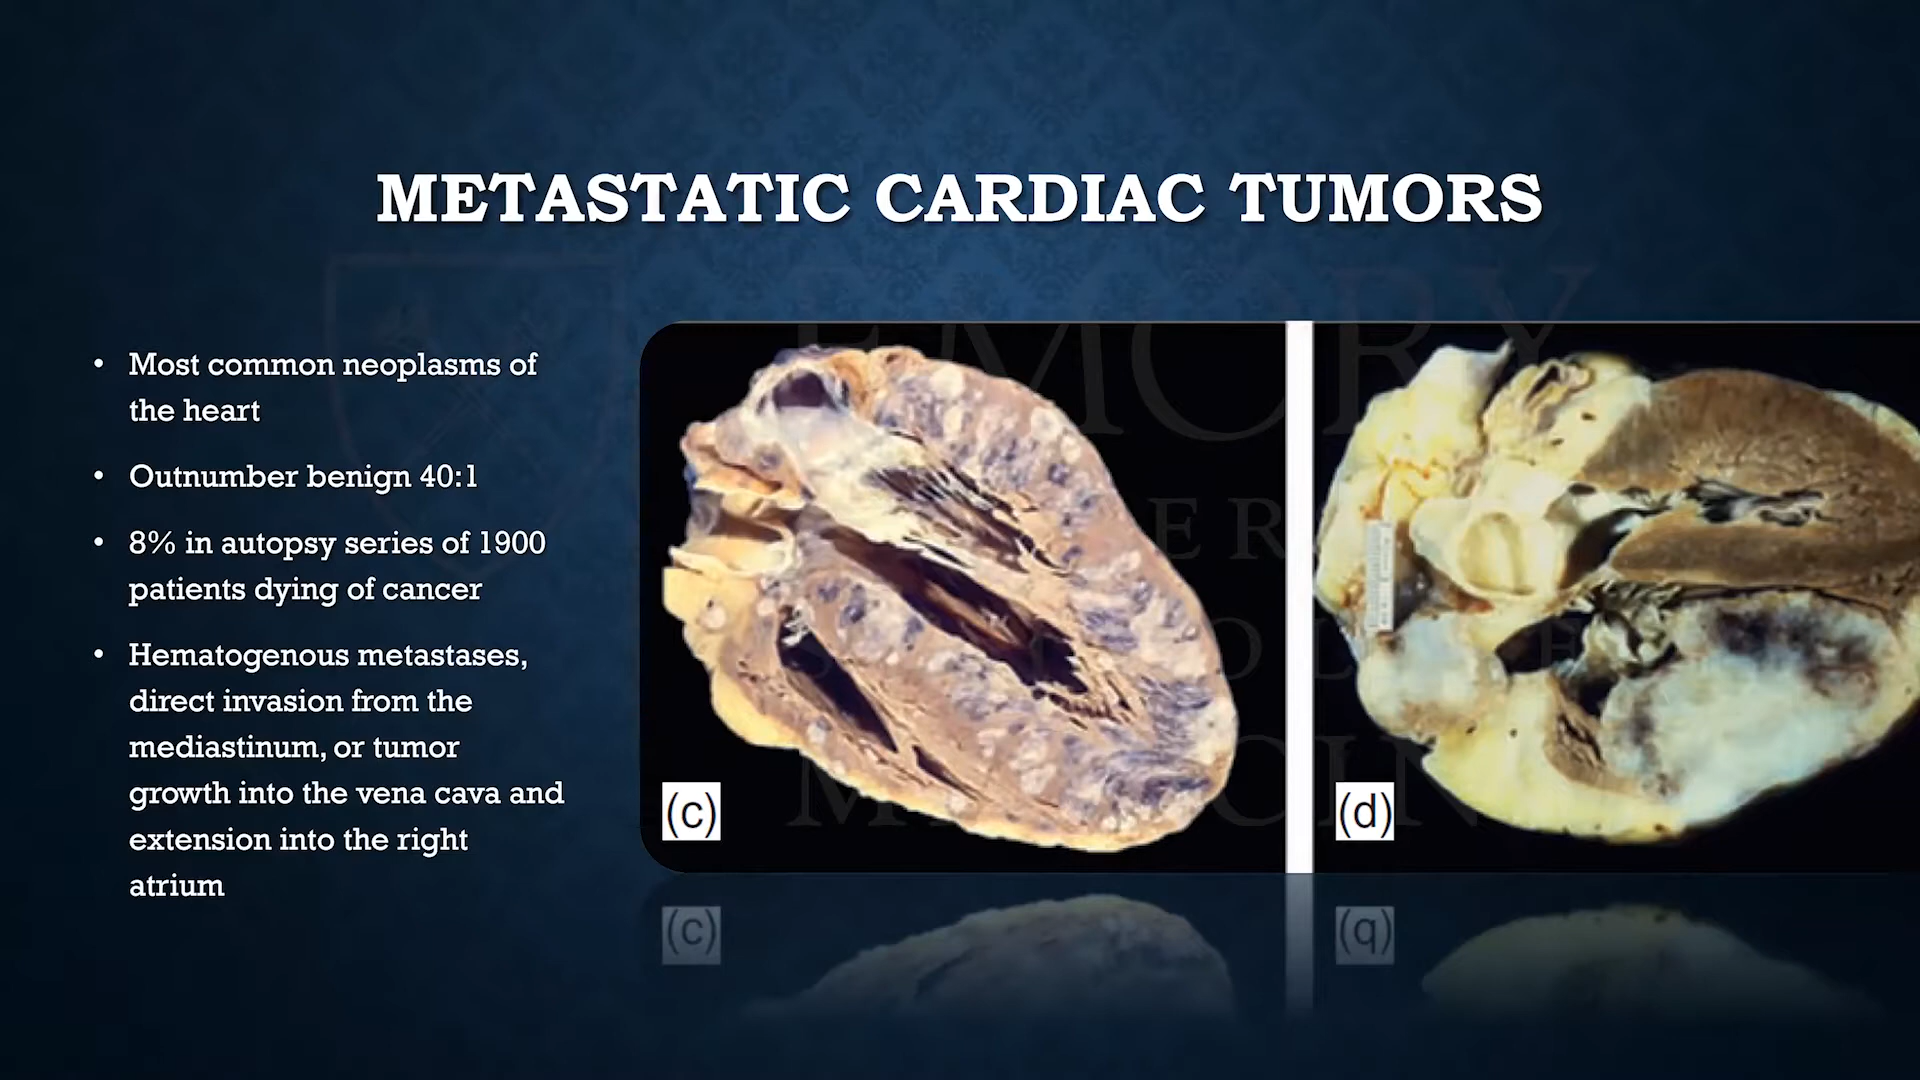 METASTATIC CARDIAC TUMORS
• Most common neoplasms of
the heart
• Outnumber benign 40:1
• 8% in autopsy series of 1900
patients dying of cancer
• Hematogenous metastases,
direct invasion from the
mediastinum, or tumor
growth into the vena cava and
extension into the right
atrium
(c)
(d)
EMORY